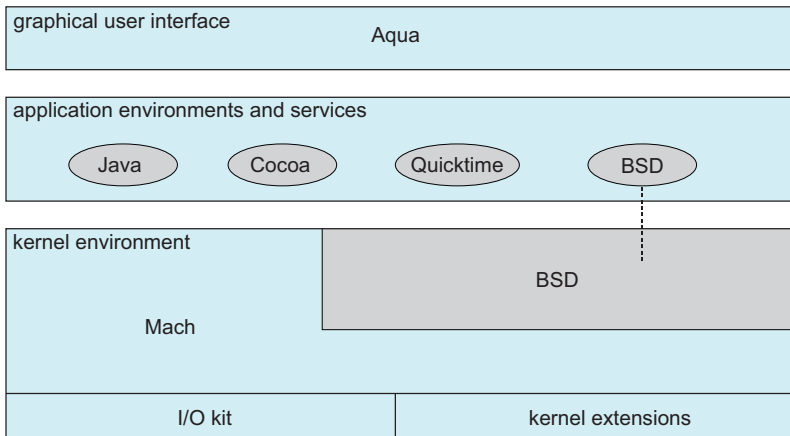 graphical user interface
Aqua
application environments and services
Java
Cocoa
Quicktime
BSD
kernel environment
BSD
Mach
I/O kit
kernel extensions